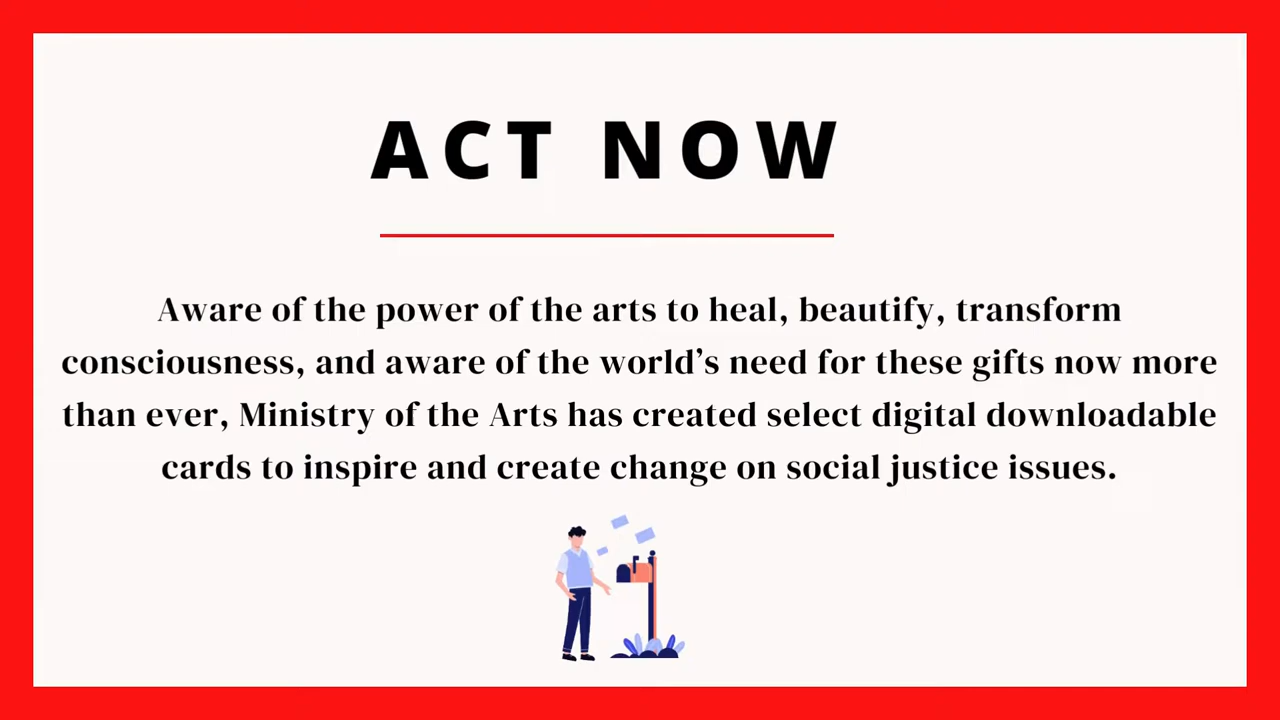 ACT NOW
Aware of the power of the arts to heal, beautify, transform
consciousness, and aware of the world’s need for these gifts now more
than ever, Ministry of the Arts has created select digital downloadable
cards to inspire and create change on social justice issues.